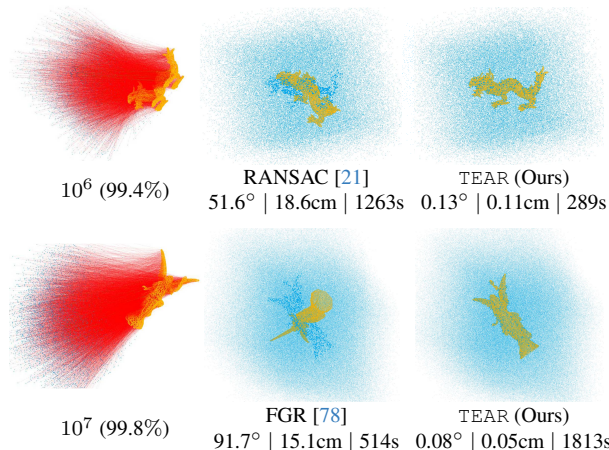 10⁶ (99.4%)
RANSAC [21]
51.6° | 18.6cm | 1263s
TEAR (Ours)
0.13° | 0.11cm | 289s
10⁷ (99.8%)
FGR [78]
91.7° | 15.1cm | 514s
TEAR (Ours)
0.08° | 0.05cm | 1813s